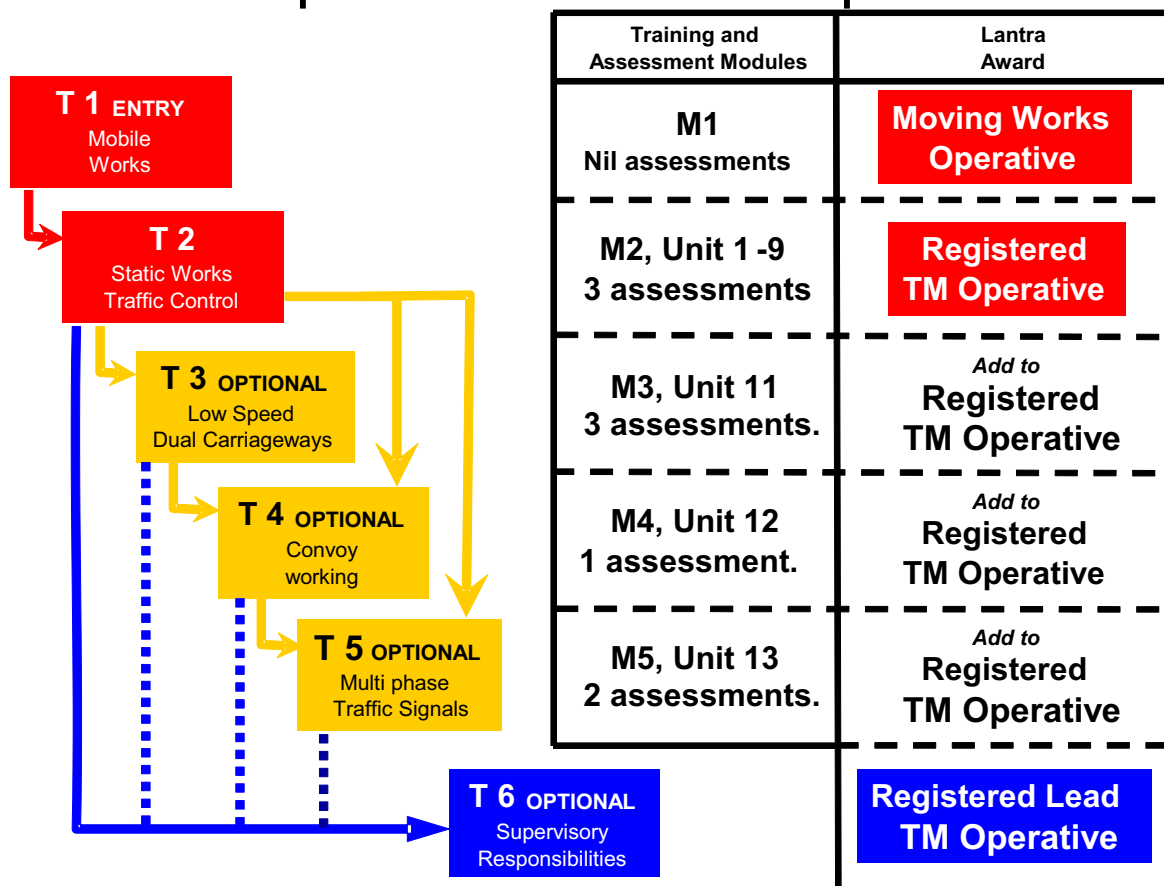 Training and
Assessment Modules
Lantra
Award
T 1 ENTRY
Mobile
Works
M1
Nil assessments
Moving Works
Operative
T 2
Static Works
Traffic Control
M2, Unit 1 -9
3 assessments
Registered
TM Operative
T 3 OPTIONAL
Low Speed
Dual Carriageways
M3, Unit 11
3 assessments.
Add to
Registered
TM Operative
T 4 OPTIONAL
Convoy
working
M4, Unit 12
1 assessment.
Add to
Registered
TM Operative
T 5 OPTIONAL
Multi phase
Traffic Signals
M5, Unit 13
2 assessments.
Add to
Registered
TM Operative
T 6 OPTIONAL
Supervisory
Responsibilities
Registered Lead
TM Operative